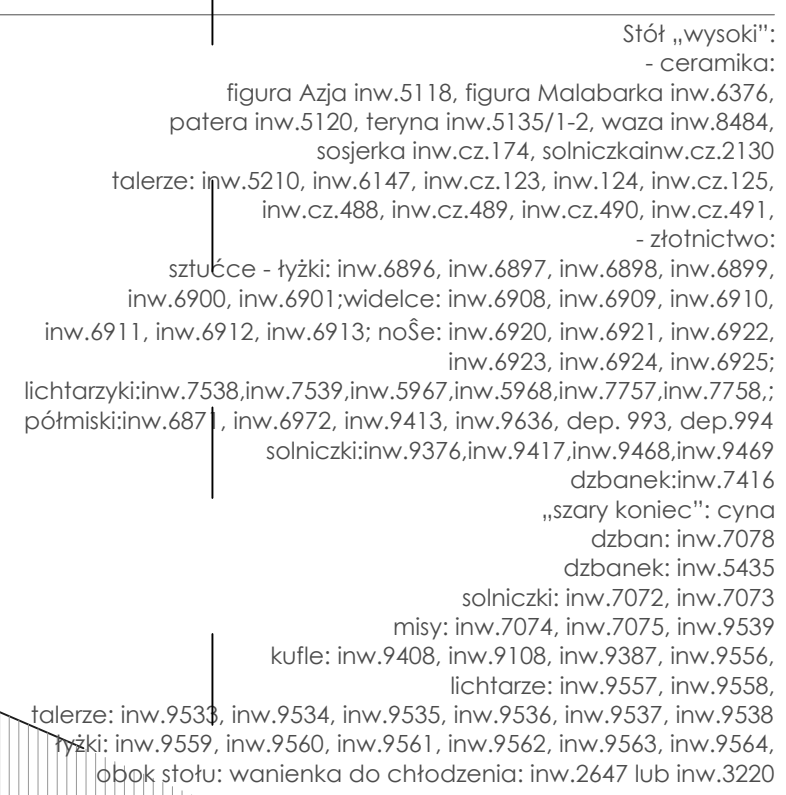 Stół „wysoki”:
- ceramika:
figura Azja inw.5118, figura Malabarka inw.6376,
patera inw.5120, teryna inw.5135/1-2, waza inw.8484,
sosjerka inw.cz.174, solniczkainw.cz.2130
talerze: inw.5210, inw.6147, inw.cz.123, inw.124, inw.cz.125,
inw.cz.488, inw.cz.489, inw.cz.490, inw.cz.491,
- złotnictwo:
sztućce - łyżki: inw.6896, inw.6897, inw.6898, inw.6899,
inw.6900, inw.6901;widelce: inw.6908, inw.6909, inw.6910,
inw.6911, inw.6912, inw.6913; noŜe: inw.6920, inw.6921, inw.6922,
inw.6923, inw.6924, inw.6925;
lichtarzyki:inw.7538,inw.7539,inw.5967,inw.5968,inw.7757,inw.7758,;
półmiski:inw.6871, inw.6972, inw.9413, inw.9636, dep. 993, dep.994
solniczki:inw.9376,inw.9417,inw.9468,inw.9469
dzbanek:inw.7416
„szary koniec”: cyna
dzban: inw.7078
dzbanek: inw.5435
solniczki: inw.7072, inw.7073
misy: inw.7074, inw.7075, inw.9539
kufle: inw.9408, inw.9108, inw.9387, inw.9556,
lichtarze: inw.9557, inw.9558,
talerze: inw.9533, inw.9534, inw.9535, inw.9536, inw.9537, inw.9538
łyżki: inw.9559, inw.9560, inw.9561, inw.9562, inw.9563, inw.9564,
obok stołu: wanienka do chłodzenia: inw.2647 lub inw.3220